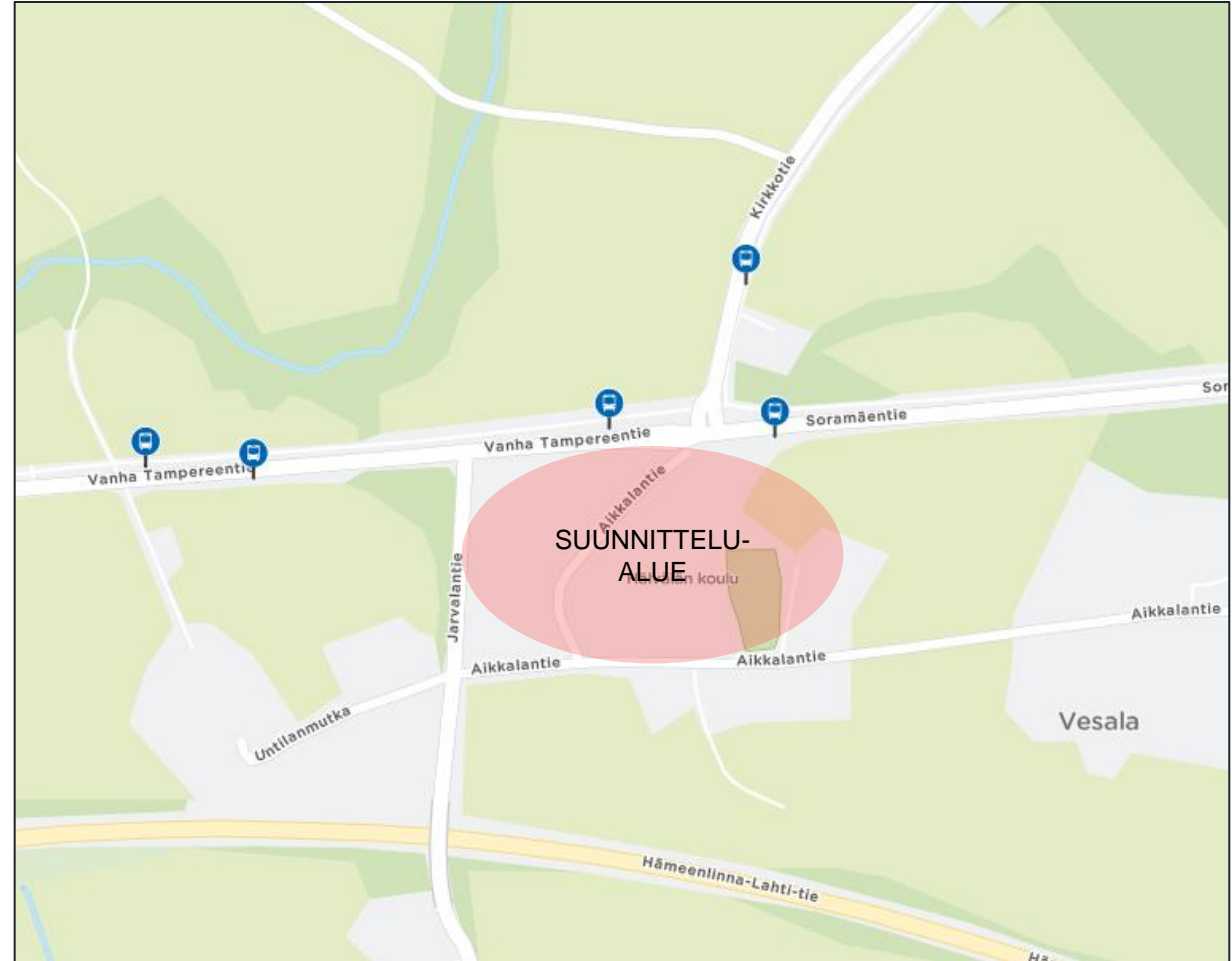 Kirkkotie
Sor
Soramäentie
Vanha Tampereentie
Vanha Tampereentie
Aikkalantie
SUUNNITTELU-
ALUE
koulu
Jarvalantie
Aikkalantie
Aikkalantie
Aikkalantie
Vesala
Untilanmutka
Hämeenlinna-Lahti-tie